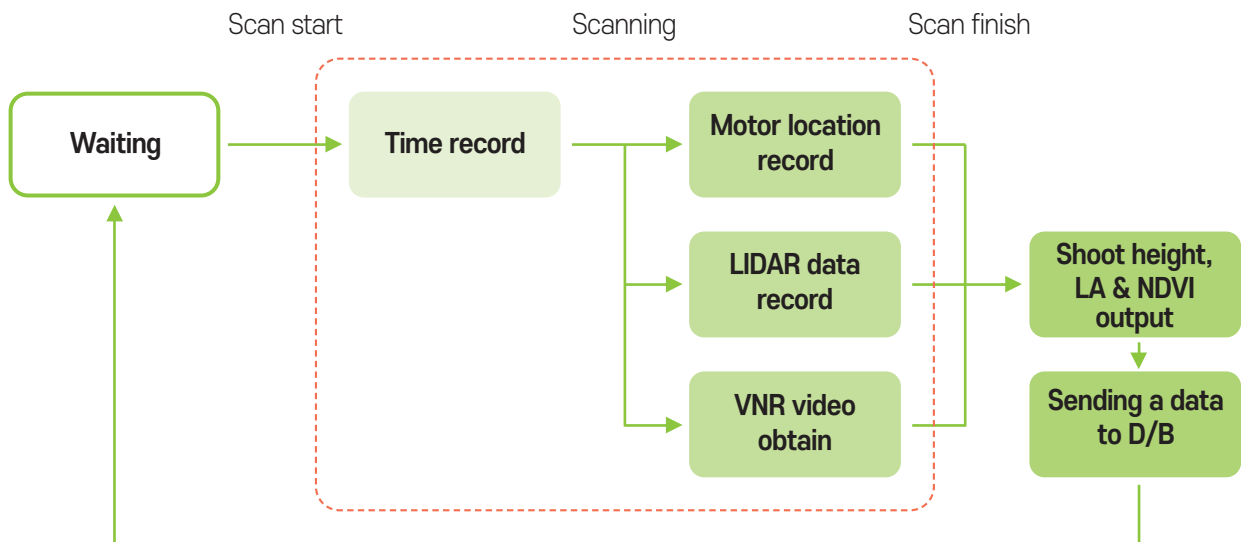 Scan start
Scanning
Scan finish
Waiting
Time record
Motor location
record
LIDAR data
record
VNR video
obtain
Shoot height,
LA & NDVI
output
Sending a data
to D/B